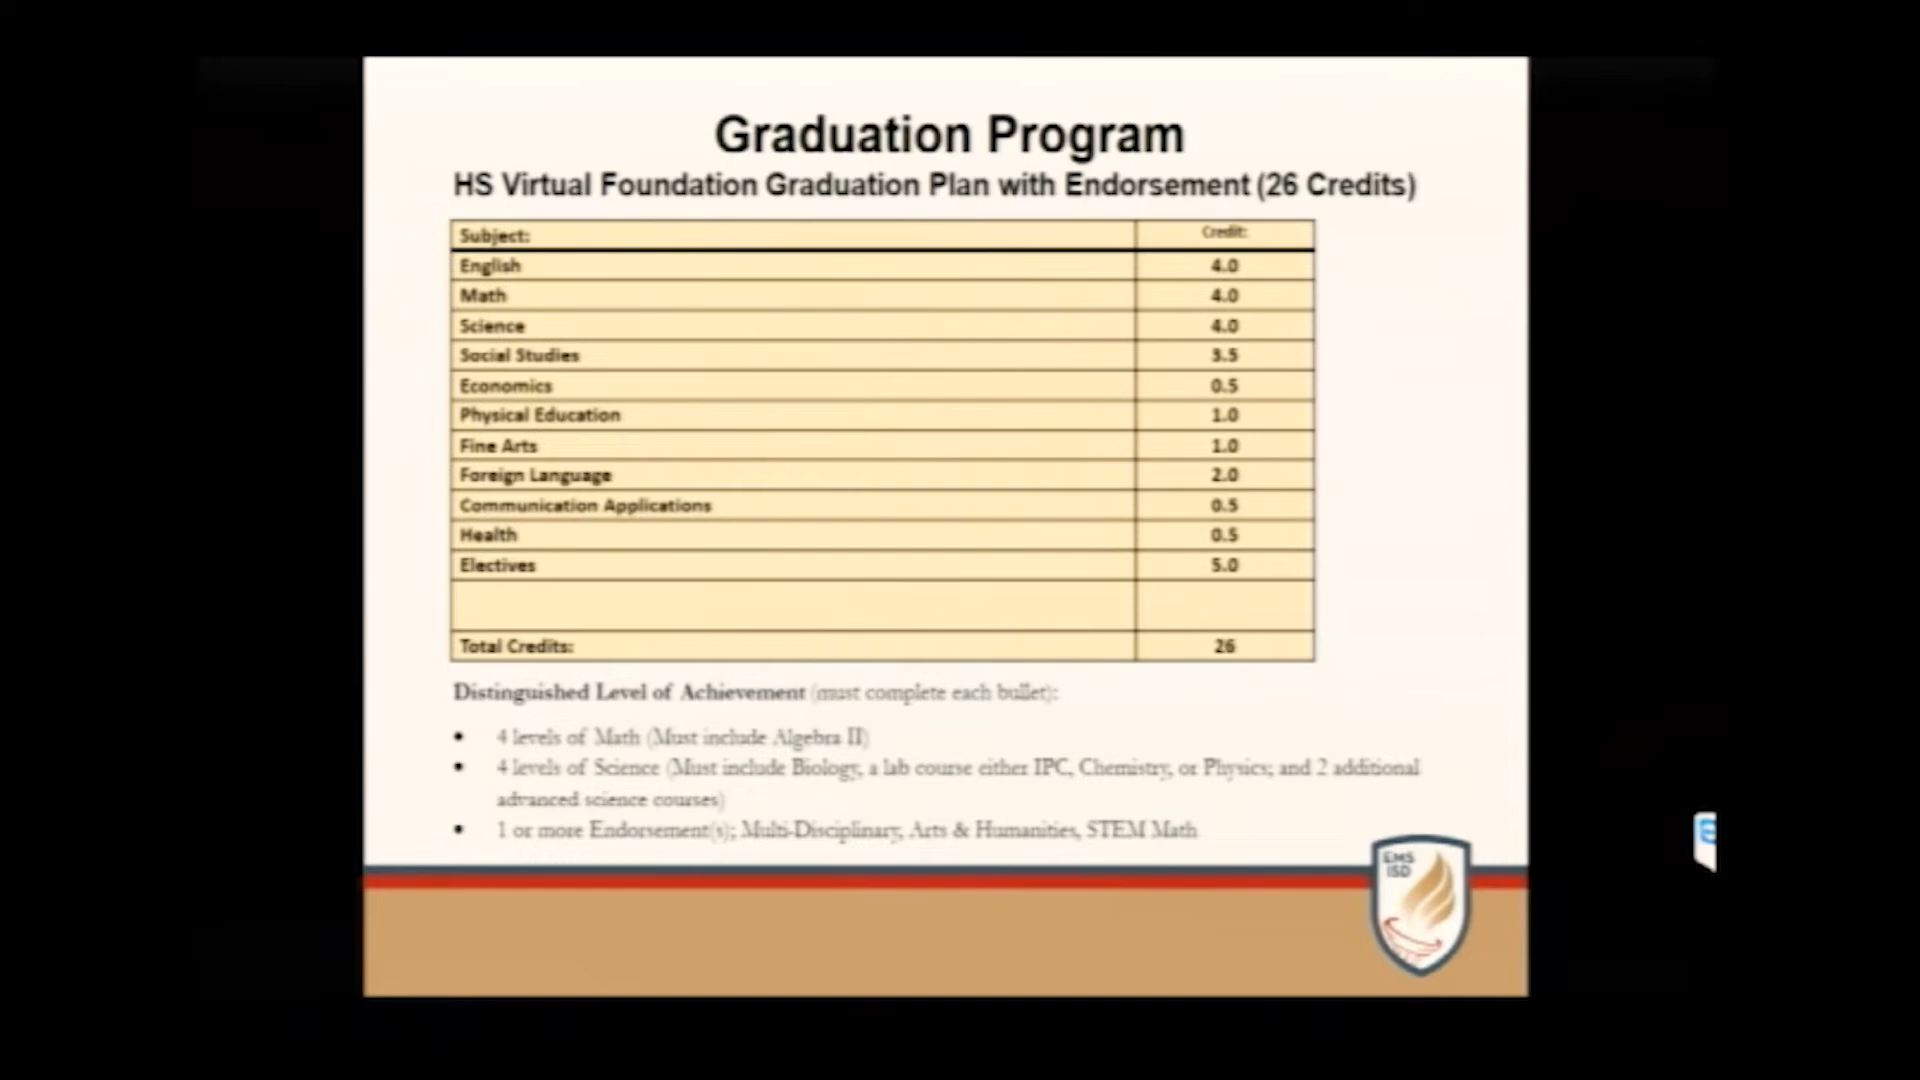 Graduation Program
HS Virtual Foundation Graduation Plan with Endorsement (26 Credits)
Subject: Credit:
English 4.0
Math 4.0
Science 4.0
Social Studies 3.5
Economics 0.5
Physical Education 1.0
Fine Arts 1.0
Foreign Language 2.0
Communication Applications 0.5
Health 0.5
Electives 5.0
Total Credits: 26
Distinguished Level of Achievement (must complete each bullet):
• 4 levels of Math (Must include Algebra II)
• 4 levels of Science (Must include Biology, a lab course either IPC, Chemistry, or Physics; and 2 additional
advanced science courses)
• 1 or more Endorsement(s); Multi-Disciplinary, Arts & Humanities, STEM Math
EMS
ISD